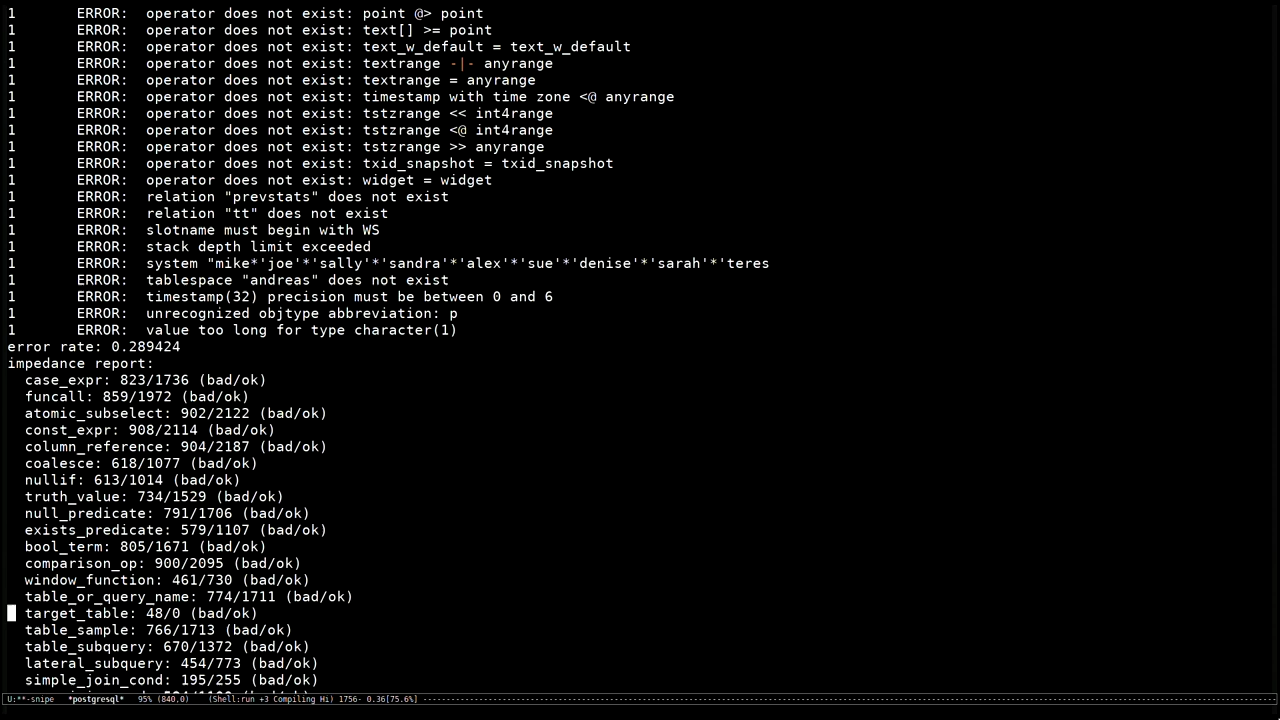 1       ERROR:  operator does not exist: point @> point
1       ERROR:  operator does not exist: text[] >= point
1       ERROR:  operator does not exist: text_w_default = text_w_default
1       ERROR:  operator does not exist: textrange -|- anyrange
1       ERROR:  operator does not exist: textrange = anyrange
1       ERROR:  operator does not exist: timestamp with time zone <@ anyrange
1       ERROR:  operator does not exist: tstzrange << int4range
1       ERROR:  operator does not exist: tstzrange <@ int4range
1       ERROR:  operator does not exist: tstzrange >> anyrange
1       ERROR:  operator does not exist: txid_snapshot = txid_snapshot
1       ERROR:  operator does not exist: widget = widget
1       ERROR:  relation "prevstats" does not exist
1       ERROR:  relation "tt" does not exist
1       ERROR:  slotname must begin with WS
1       ERROR:  stack depth limit exceeded
1       ERROR:  system "mike*'joe'*'sally'*'sandra'*'alex'*'sue'*'denise'*'sarah'*'teres
1       ERROR:  tablespace "andreas" does not exist
1       ERROR:  timestamp(32) precision must be between 0 and 6
1       ERROR:  unrecognized objtype abbreviation: p
1       ERROR:  value too long for type character(1)
error rate: 0.289424
impedance report:
  case_expr: 823/1736 (bad/ok)
  funcall: 859/1972 (bad/ok)
  atomic_subselect: 902/2122 (bad/ok)
  const_expr: 908/2114 (bad/ok)
  column_reference: 904/2187 (bad/ok)
  coalesce: 618/1077 (bad/ok)
  nullif: 613/1014 (bad/ok)
  truth_value: 734/1529 (bad/ok)
  null_predicate: 791/1706 (bad/ok)
  exists_predicate: 579/1107 (bad/ok)
  bool_term: 805/1671 (bad/ok)
  comparison_op: 900/2095 (bad/ok)
  window_function: 461/730 (bad/ok)
  table_or_query_name: 774/1711 (bad/ok)
  target_table: 48/0 (bad/ok)
  table_sample: 766/1713 (bad/ok)
  table_subquery: 670/1372 (bad/ok)
  lateral_subquery: 454/773 (bad/ok)
  simple_join_cond: 195/255 (bad/ok)
U:**-snipe   *postgresql*   95% (840,0)    (Shell:run +3 Compiling Hi) 1756- 0.36[75.6%]